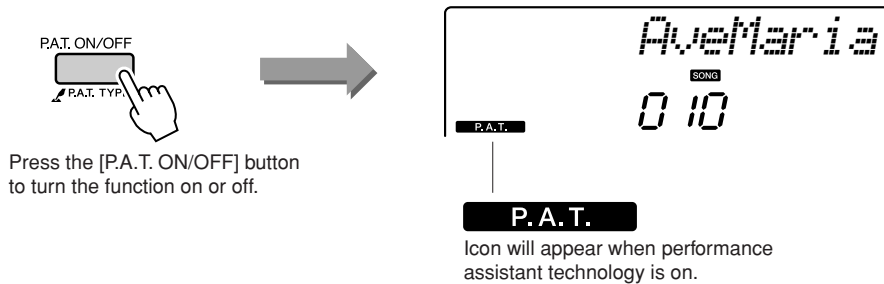 P.A.T. ON/OFF
P.A.T. TYP
Press the [P.A.T. ON/OFF] button
to turn the function on or off.
AveMaria
SONG
010
P.A.T.
P.A.T.
Icon will appear when performance
assistant technology is on.